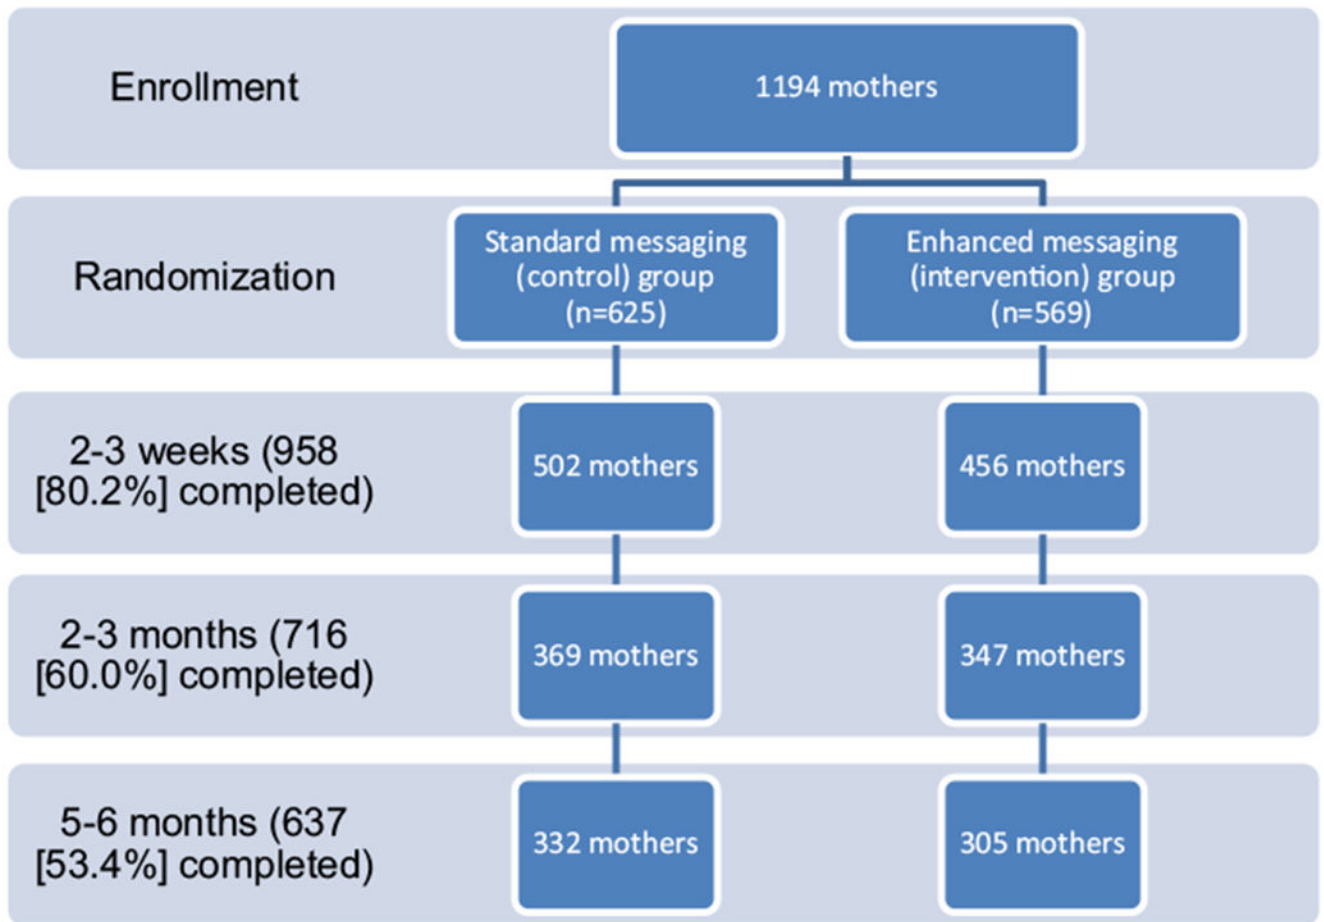 Enrollment
1194 mothers
Randomization
Standard messaging
(control) group
(n=625)
Enhanced messaging
(intervention) group
(n=569)
2-3 weeks (958
[80.2%] completed)
502 mothers
456 mothers
2-3 months (716
[60.0%] completed)
369 mothers
347 mothers
5-6 months (637
[53.4%] completed)
332 mothers
305 mothers